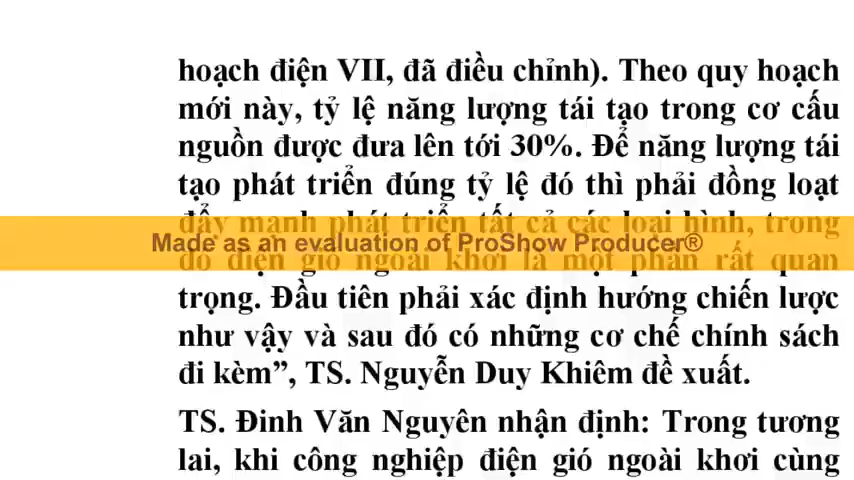 hoạch điện VII, đã điều chỉnh). Theo quy hoạch
mới này, tỷ lệ năng lượng tái tạo trong cơ cấu
nguồn được đưa lên tới 30%. Để năng lượng tái
tạo phát triển đúng tỷ lệ đó thì phải đồng loạt
đẩy mạnh phát triển tất cả các loại hình, trong
Made as an evaluation of ProShow Producer®
đó điện gió ngoài khơi là một phần rất quan
trọng. Đầu tiên phải xác định hướng chiến lược
như vậy và sau đó có những cơ chế chính sách
đi kèm”, TS. Nguyễn Duy Khiêm đề xuất.
TS. Đinh Văn Nguyên nhận định: Trong tương
lai, khi công nghiệp điện gió ngoài khơi cùng